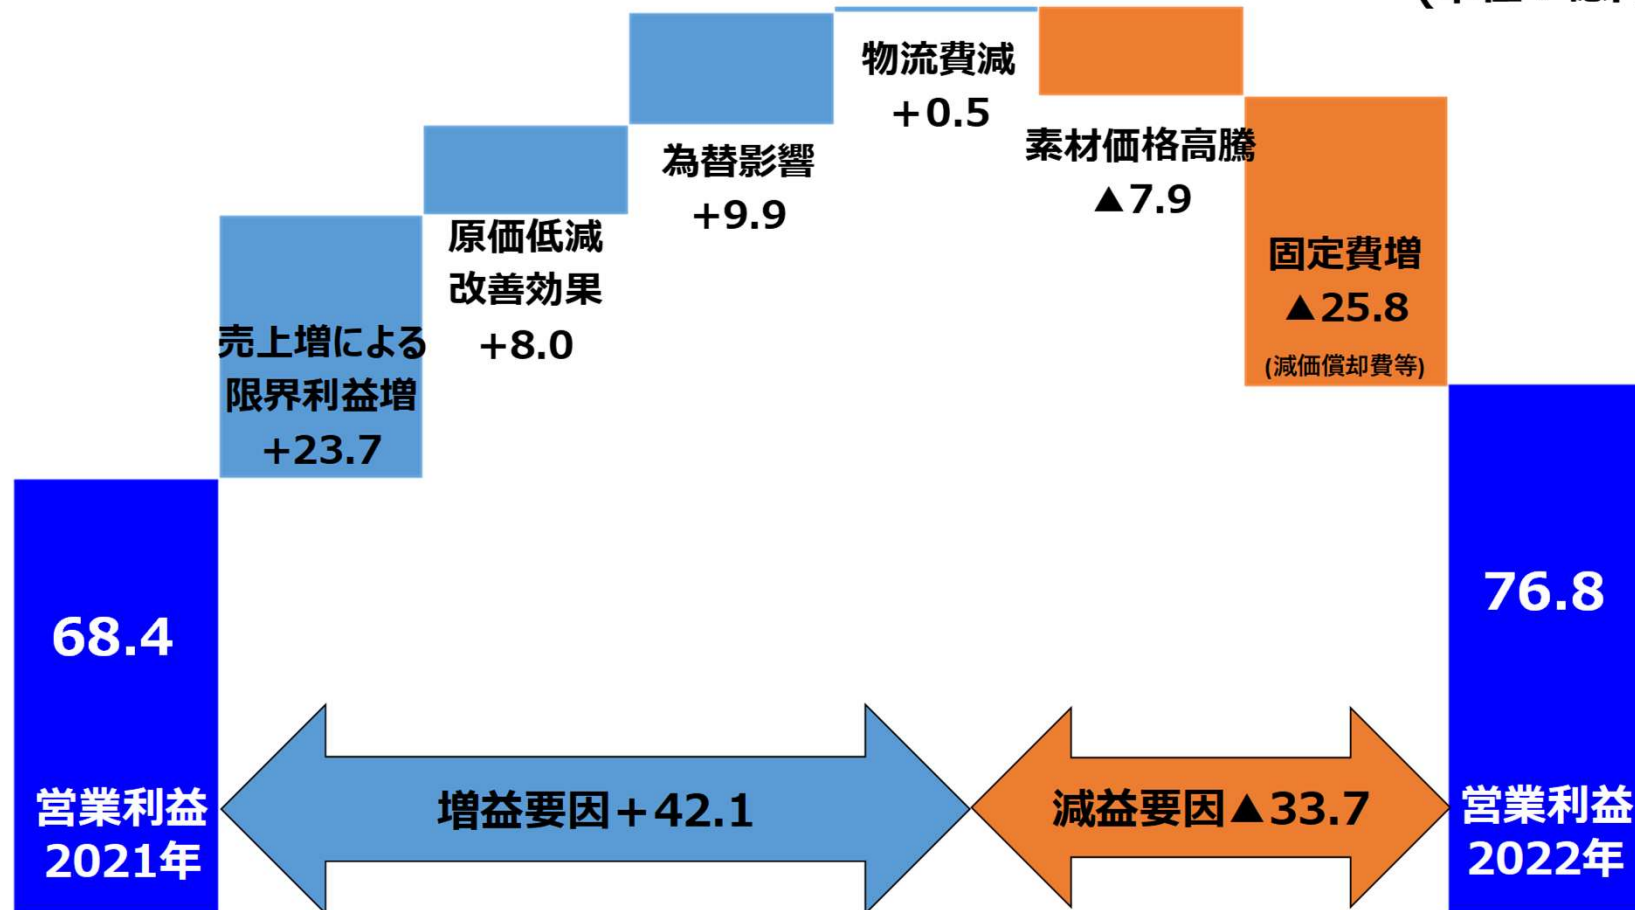 物流費減
+0.5
素材価格高騰
▲7.9
為替影響
+9.9
原価低減
改善効果
+8.0
固定費増
▲25.8
(減価償却費等)
売上増による
限界利益増
+23.7
68.4
76.8
増益要因+42.1
減益要因▲33.7
営業利益
2021年
営業利益
2022年